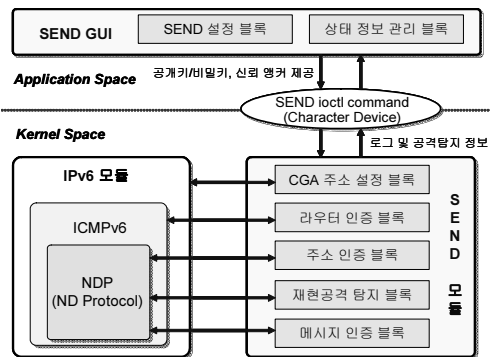 SEND GUI
SEND 설정 블록
상태 정보 관리 블록
Application Space
공개키/비밀키, 신뢰 앵커 제공
SEND ioctl command
(Character Device)
Kernel Space
로그 및 공격탐지 정보
IPv6 모듈
ICMPv6
NDP
(ND Protocol)
CGA 주소 설정 블록
라우터 인증 블록
주소 인증 블록
재현공격 탐지 블록
메시지 인증 블록
S
E
N
D
모
듈